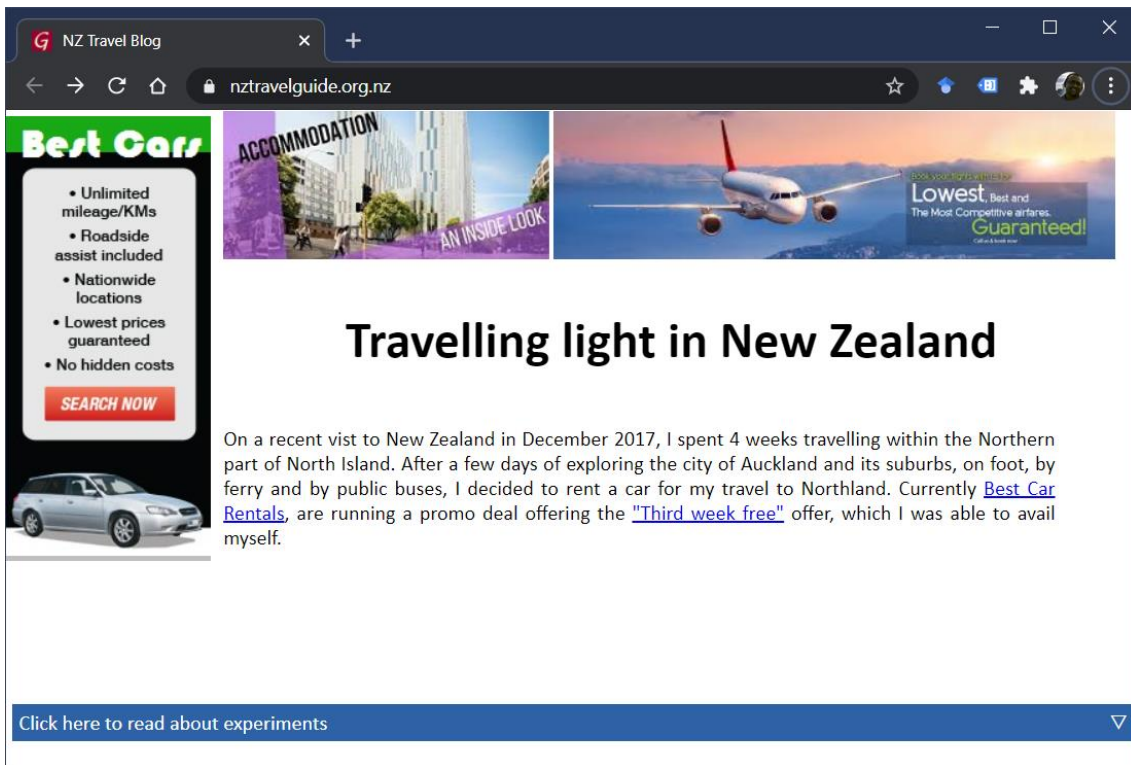 NZ Travel Blog
nztravelguide.org.nz
Best Cars
• Unlimited
mileage/KMs
• Roadside
assist included
• Nationwide
locations
• Lowest prices
guaranteed
• No hidden costs
SEARCH NOW
ACCOMMODATION
AN INSIDE LOOK
Lowest, Best and
The Most Competitive airfares.
Guaranteed!
Call us & book now
Travelling light in New Zealand
On a recent vist to New Zealand in December 2017, I spent 4 weeks travelling within the Northern
part of North Island. After a few days of exploring the city of Auckland and its suburbs, on foot, by
ferry and by public buses, I decided to rent a car for my travel to Northland. Currently Best Car
Rentals, are running a promo deal offering the "Third week free" offer, which I was able to avail
myself.
Click here to read about experiments